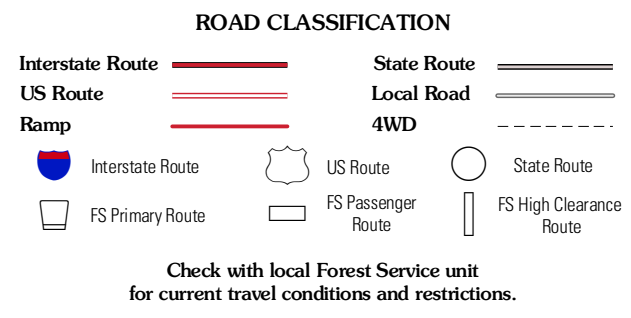 ROAD CLASSIFICATION
Interstate Route
State Route
US Route
Local Road
Ramp
4WD
Interstate Route
US Route
State Route
FS Primary Route
FS Passenger
Route
FS High Clearance
Route
Check with local Forest Service unit
for current travel conditions and restrictions.